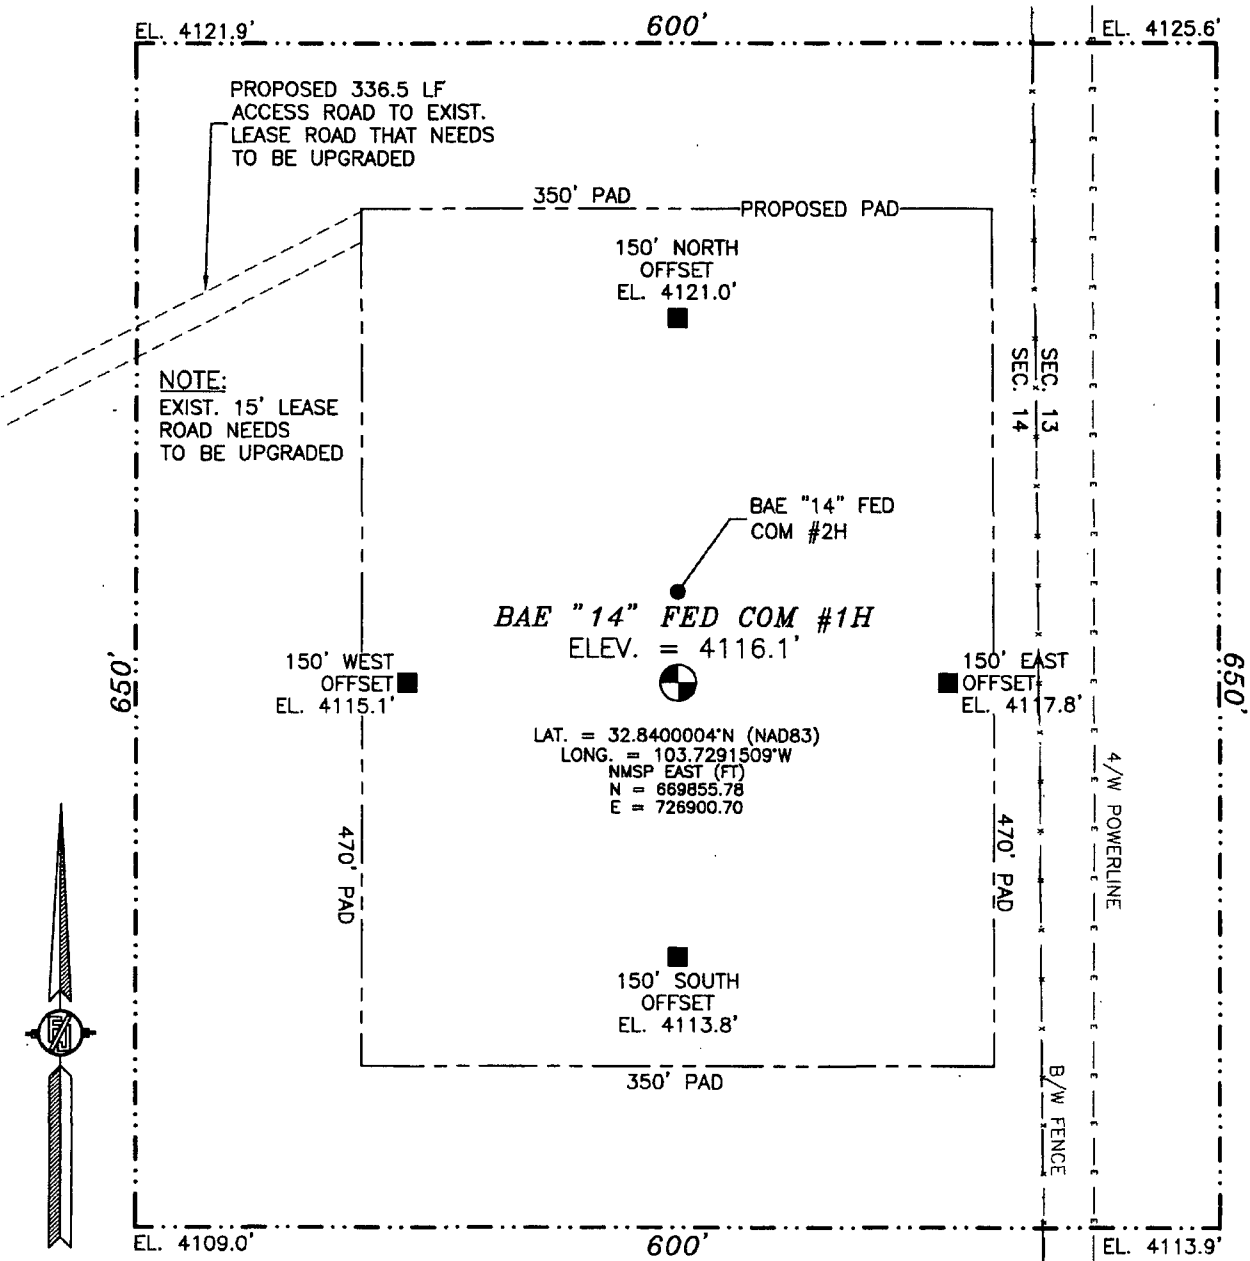 EL. 4121.9'
600'
EL. 4125.6'
PROPOSED 336.5 LF
ACCESS ROAD TO EXIST.
LEASE ROAD THAT NEEDS
TO BE UPGRADED
350' PAD
PROPOSED PAD
150' NORTH
OFFSET
EL. 4121.0'
SEC. 13
SEC. 14
NOTE:
EXIST. 15' LEASE
ROAD NEEDS
TO BE UPGRADED
BAE "14" FED
COM #2H
BAE "14" FED COM #1H
ELEV. = 4116.1'
650'
150' WEST
OFFSET
EL. 4115.1'
150' EAST
OFFSET
EL. 4117.8'
650'
LAT. = 32.8400004°N (NAD83)
LONG. = 103.7291509°W
NMSP EAST (FT)
N = 669855.78
E = 726900.70
4/W POWERLINE
470' PAD
470' PAD
150' SOUTH
OFFSET
EL. 4113.8'
350' PAD
B/W FENCE
EL. 4109.0'
600'
EL. 4113.9'